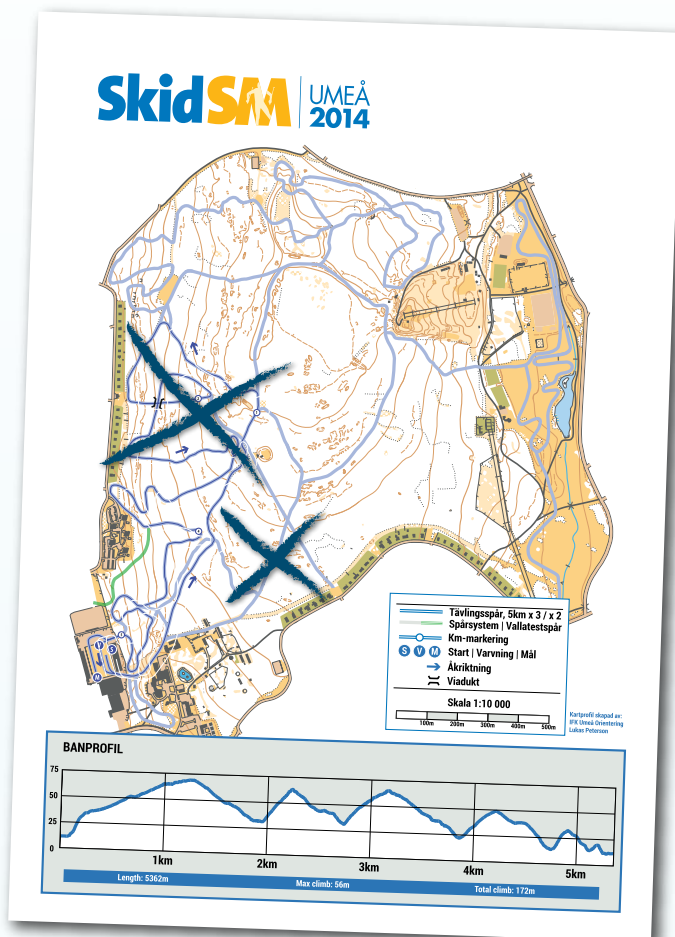 SkidSM UMEÅ
2014
Tävlingsspår, 5km x 3 / x 2
Spårsystem | Vallatestspår
Km-markering
S V M Start | Varvning | Mål
Åkriktning
Viadukt
Skala 1:10 000
100m 200m 300m 400m 500m
Kartprofil skapad av:
IFK Umeå Orientering
Lukas Peterson
BANPROFIL
75
50
25
0
1km 2km 3km 4km 5km
Length: 5362m Max climb: 56m Total climb: 172m